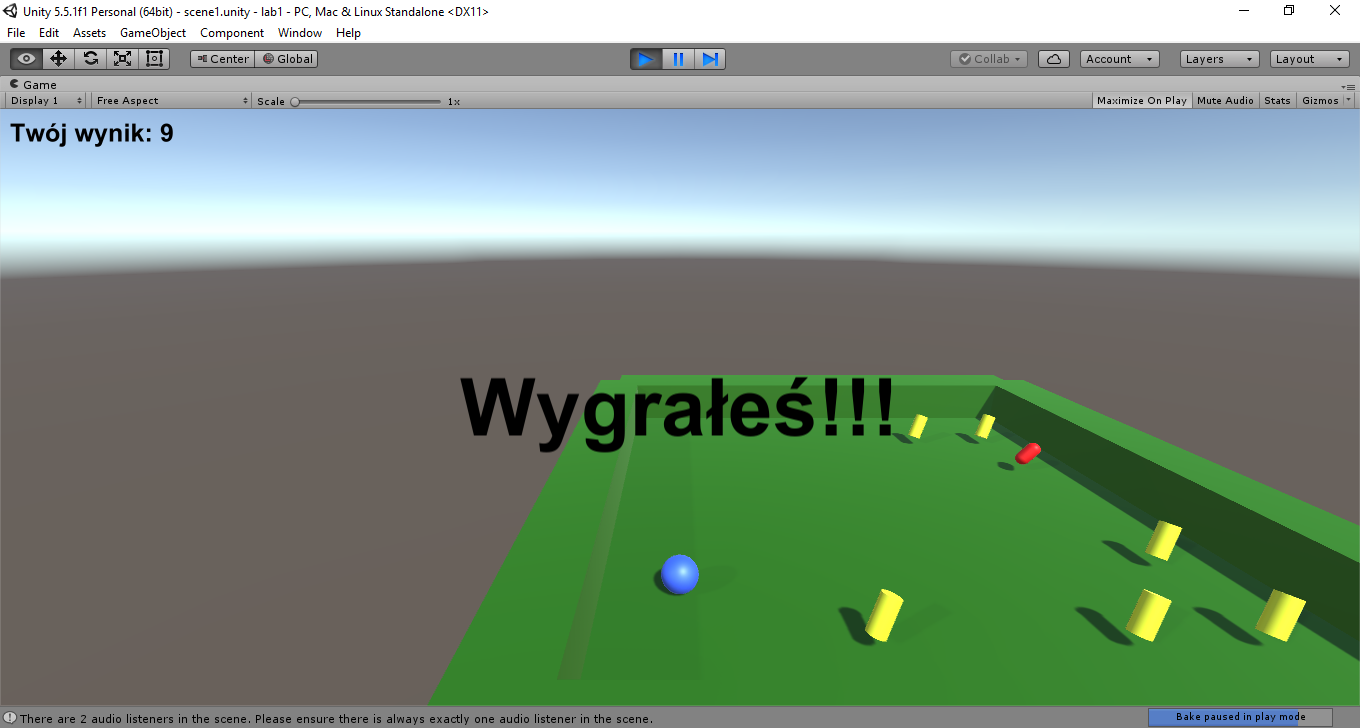 Unity 5.5.1f1 Personal (64bit) - scene1.unity - lab1 - PC, Mac & Linux Standalone <DX11>
File Edit Assets GameObject Component Window Help
Center Global Collab Account Layers Layout
Game
Display 1 Free Aspect Scale 1x Maximize On Play Mute Audio Stats Gizmos
Twój wynik: 9
Wygrałeś!!!
There are 2 audio listeners in the scene. Please ensure there is always exactly one audio listener in the scene. Bake paused in play mode